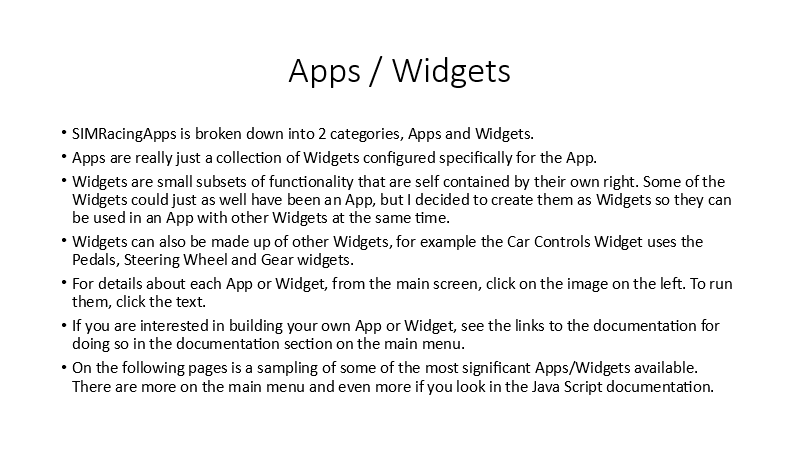 Apps / Widgets
• SIMRacingApps is broken down into 2 categories, Apps and Widgets.
• Apps are really just a collection of Widgets configured specifically for the App.
• Widgets are small subsets of functionality that are self contained by their own right. Some of the
Widgets could just as well have been an App, but I decided to create them as Widgets so they can
be used in an App with other Widgets at the same time.
• Widgets can also be made up of other Widgets, for example the Car Controls Widget uses the
Pedals, Steering Wheel and Gear widgets.
• For details about each App or Widget, from the main screen, click on the image on the left. To run
them, click the text.
• If you are interested in building your own App or Widget, see the links to the documentation for
doing so in the documentation section on the main menu.
• On the following pages is a sampling of some of the most significant Apps/Widgets available.
There are more on the main menu and even more if you look in the Java Script documentation.